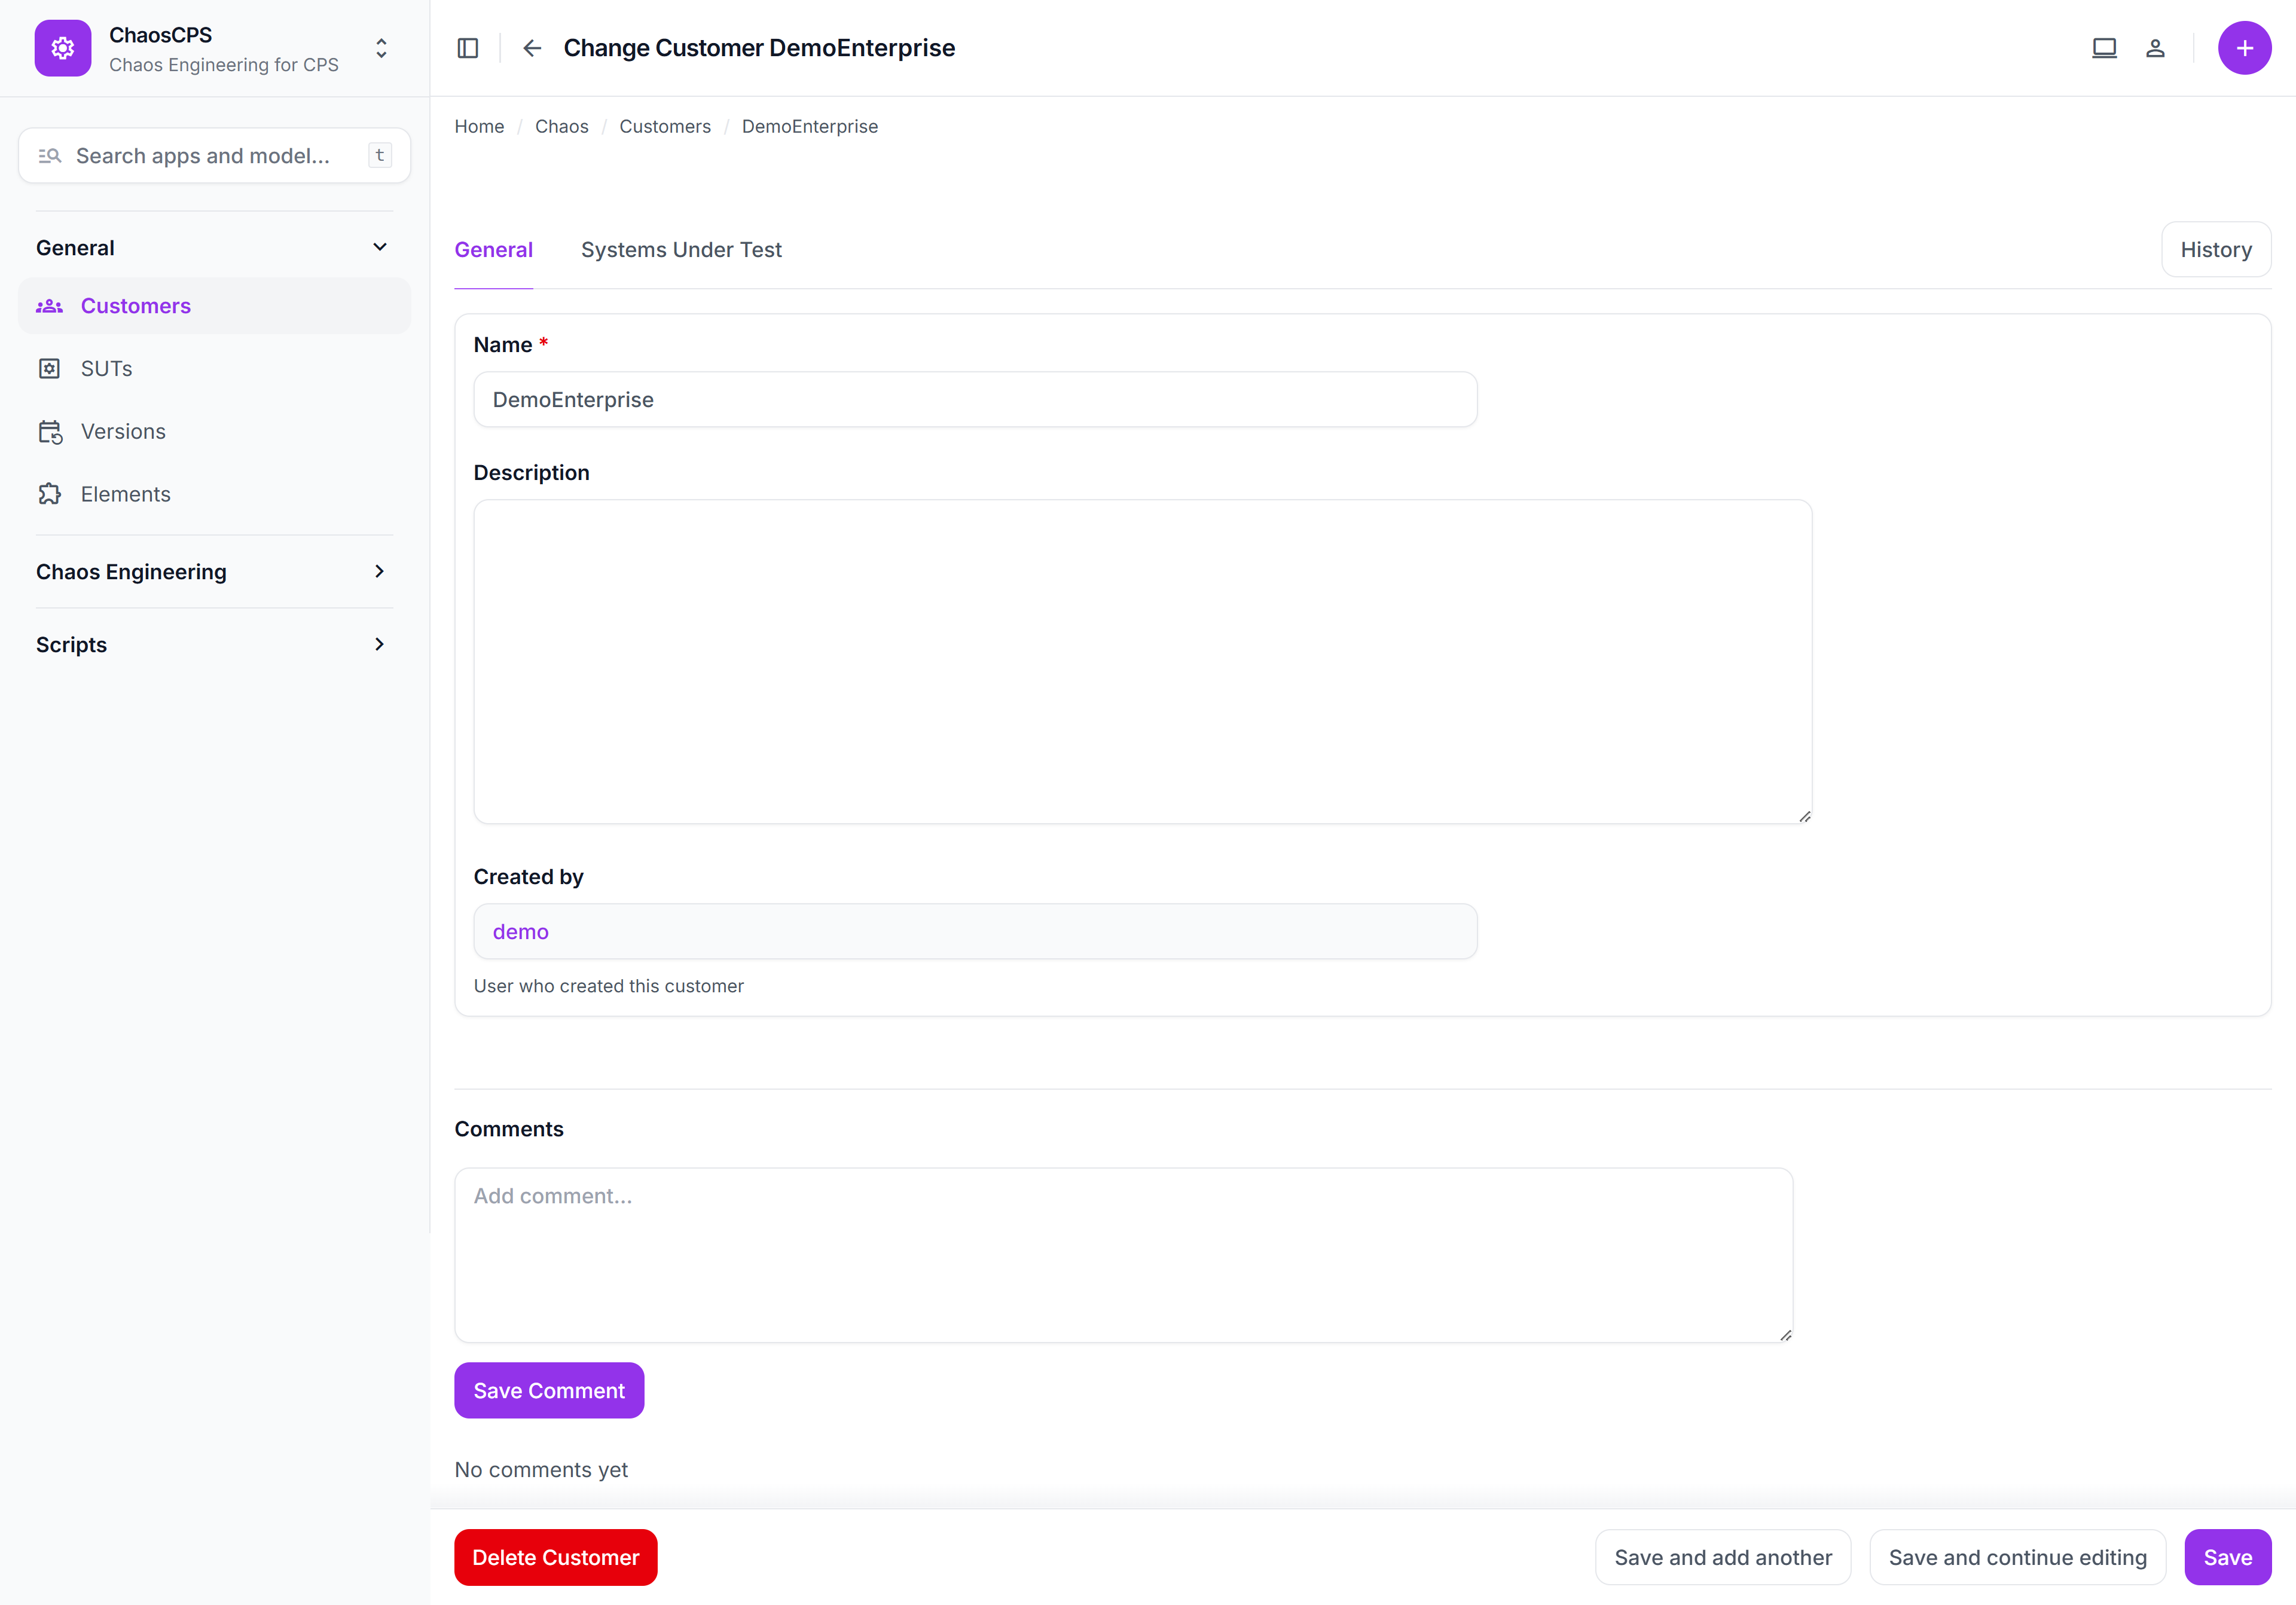 ChaosCPS
Chaos Engineering for CPS
Search apps and model...
t
General
Customers
SUTs
Versions
Elements
Chaos Engineering
Scripts
Change Customer DemoEnterprise
Home / Chaos / Customers / DemoEnterprise
General
Systems Under Test
History
Name *
DemoEnterprise
Description
Created by
demo
User who created this customer
Comments
Add comment...
Save Comment
No comments yet
Delete Customer
Save and add another
Save and continue editing
Save